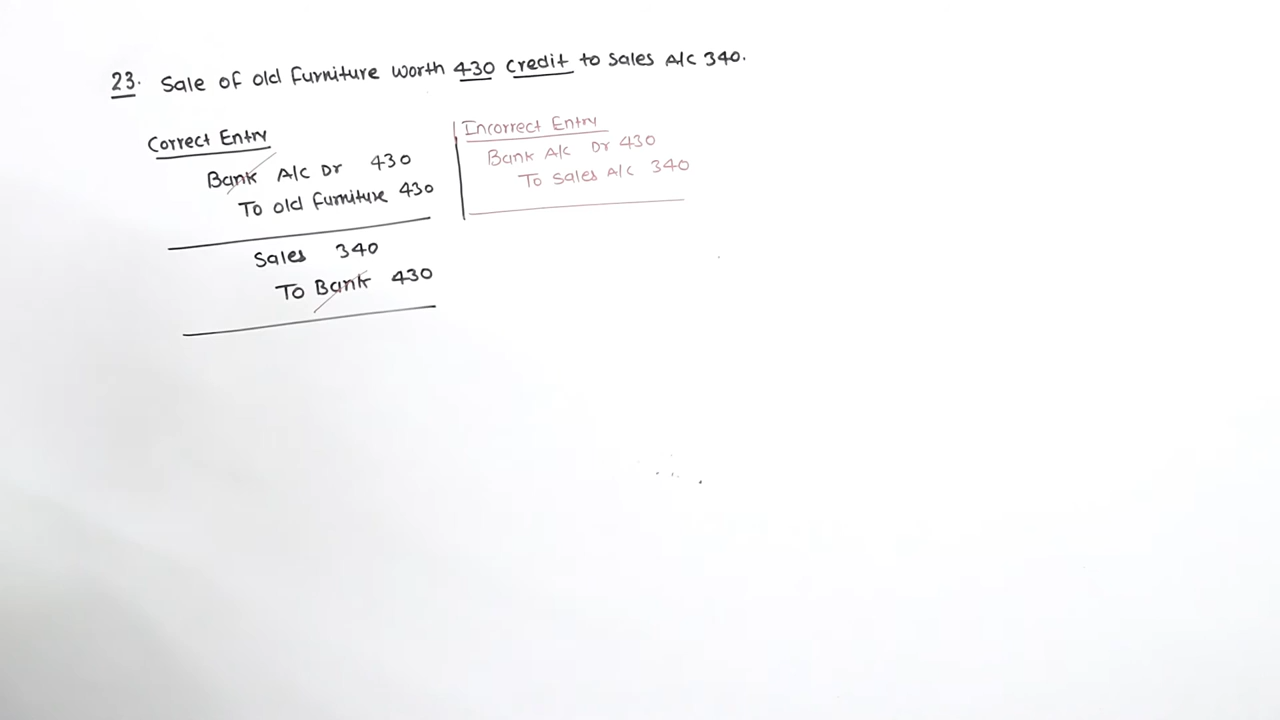 23. Sale of old Furniture worth 430 credit to Sales A/c 340.
Correct Entry
Bank A/c Dr 430
To old Furniture 430
Sales 340
To Bank 430
Incorrect Entry
Bank A/c Dr 430
To Sales A/c 340